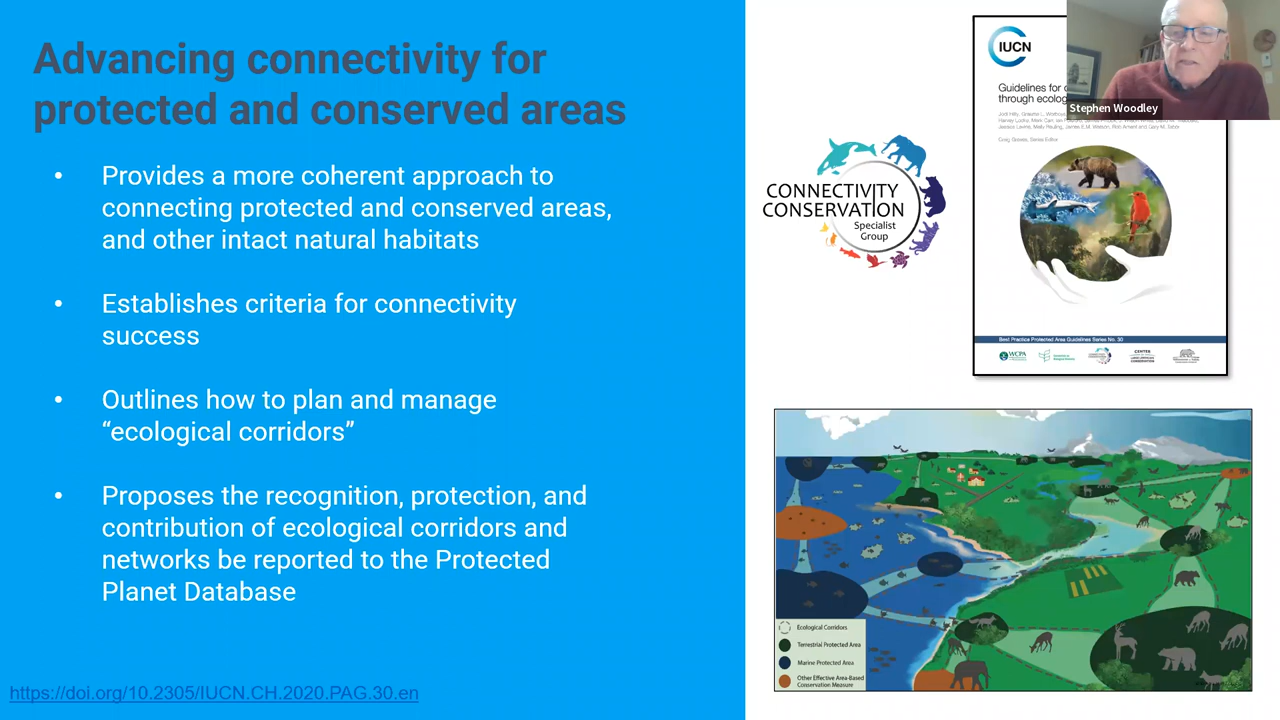 Advancing connectivity for
protected and conserved areas
• Provides a more coherent approach to
connecting protected and conserved areas,
and other intact natural habitats
• Establishes criteria for connectivity
success
• Outlines how to plan and manage
“ecological corridors”
• Proposes the recognition, protection, and
contribution of ecological corridors and
networks be reported to the Protected
Planet Database
https://doi.org/10.2305/IUCN.CH.2020.PAG.30.en
CONNECTIVITY
CONSERVATION
Specialist
Group
IUCN
Guidelines for
through
Craig Groves, Series Editor
Best Practice Protected Area Guidelines Series No. 30
WCPA
Stephen Woodley
Ecological Corridors
Terrestrial Protected Area
Marine Protected Area
Other Effective Area-Based
Conservation Measure